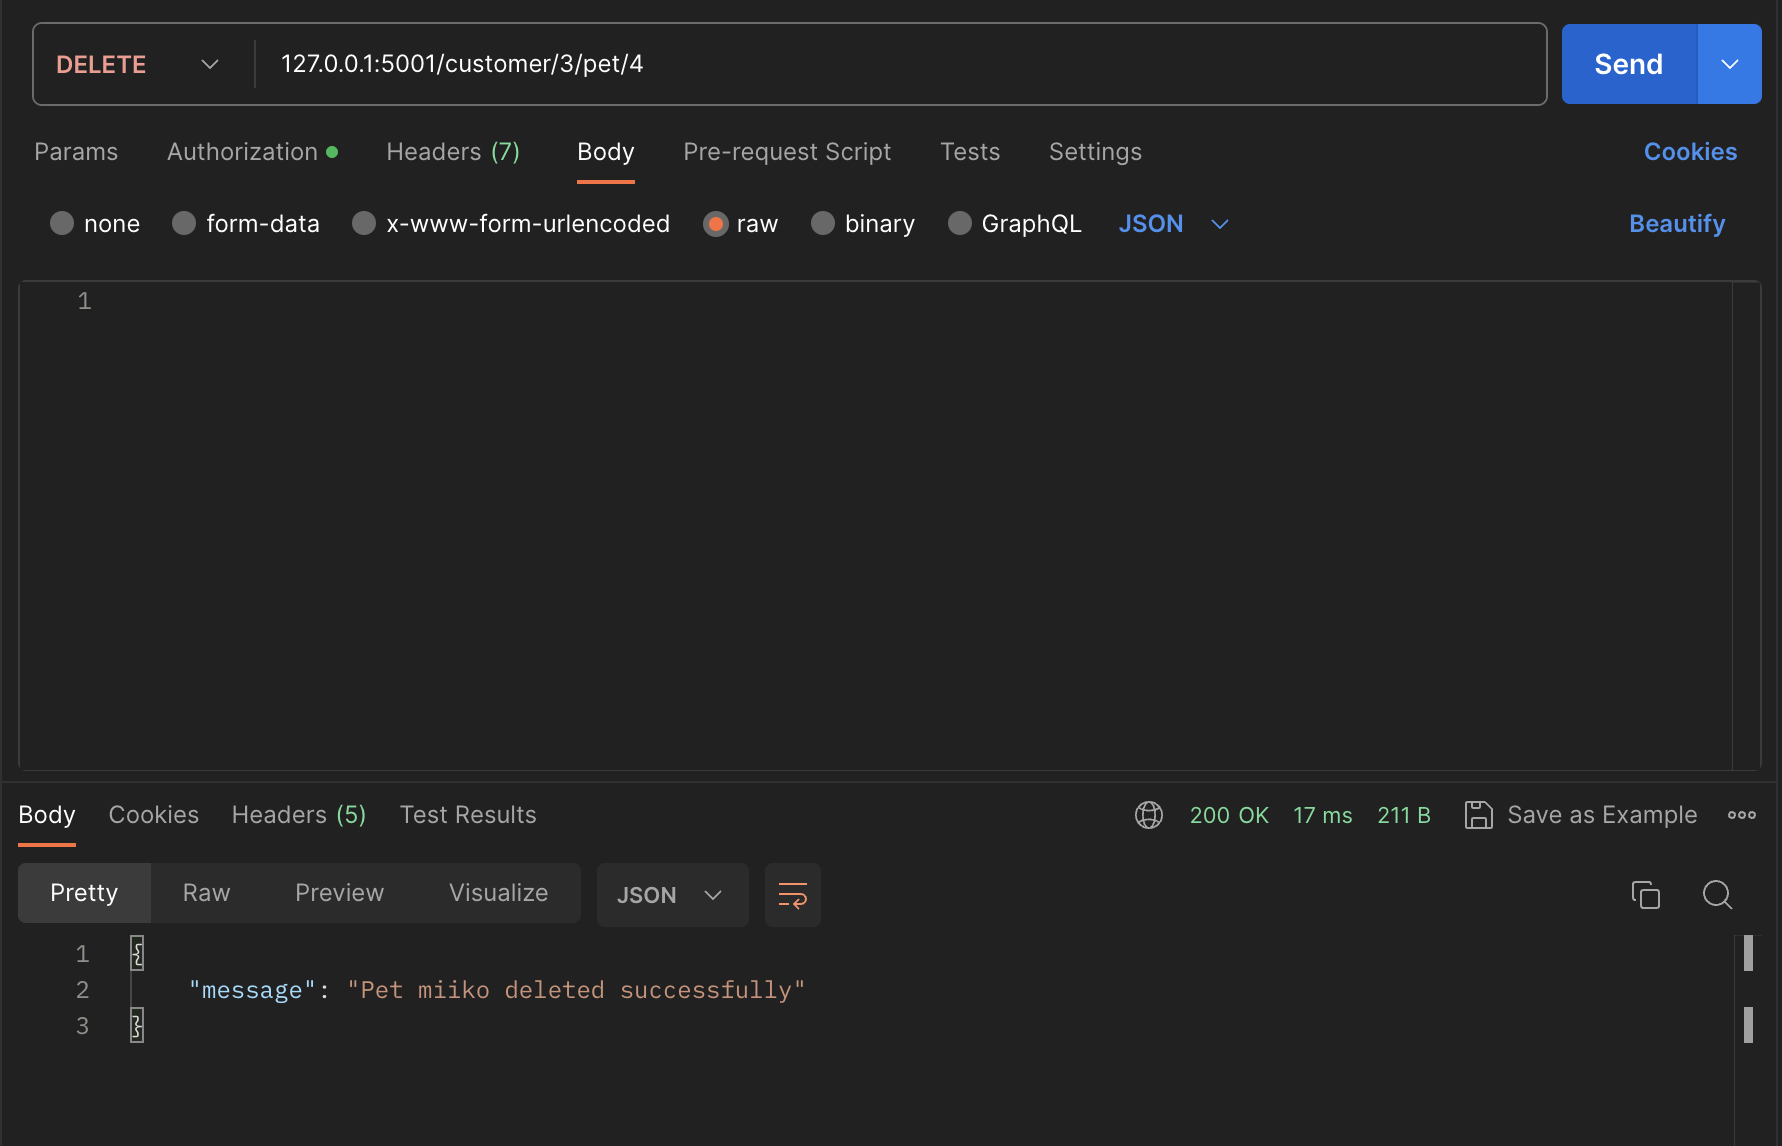 DELETE 127.0.0.1:5001/customer/3/pet/4 Send
Params Authorization Headers (7) Body Pre-request Script Tests Settings Cookies
none form-data x-www-form-urlencoded raw binary GraphQL JSON Beautify
1
Body Cookies Headers (5) Test Results 200 OK 17 ms 211 B Save as Example
Pretty Raw Preview Visualize JSON
1 {
2 "message": "Pet miiko deleted successfully"
3 }